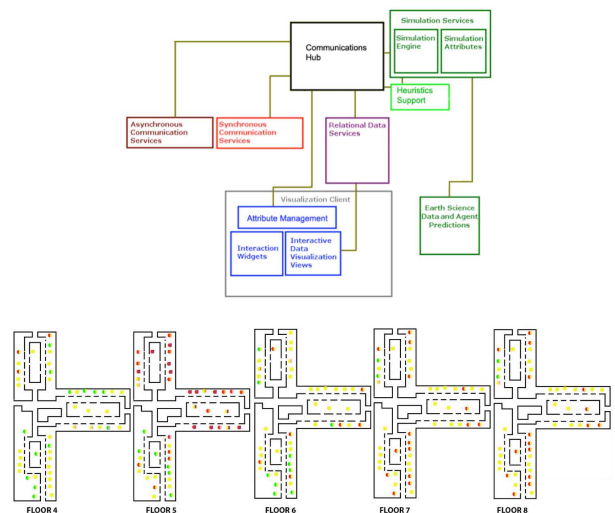 Simulation Services
Simulation
Engine
Simulation
Attributes
Communications
Hub
Heuristics
Support
Asynchronous
Communication
Services
Synchronous
Communication
Services
Relational Data
Services
Visualization Client
Attribute Management
Interaction
Widgets
Interactive
Data
Visualization
Views
Earth Science
Data and Agent
Predictions
FLOOR 4
FLOOR 5
FLOOR 6
FLOOR 7
FLOOR 8